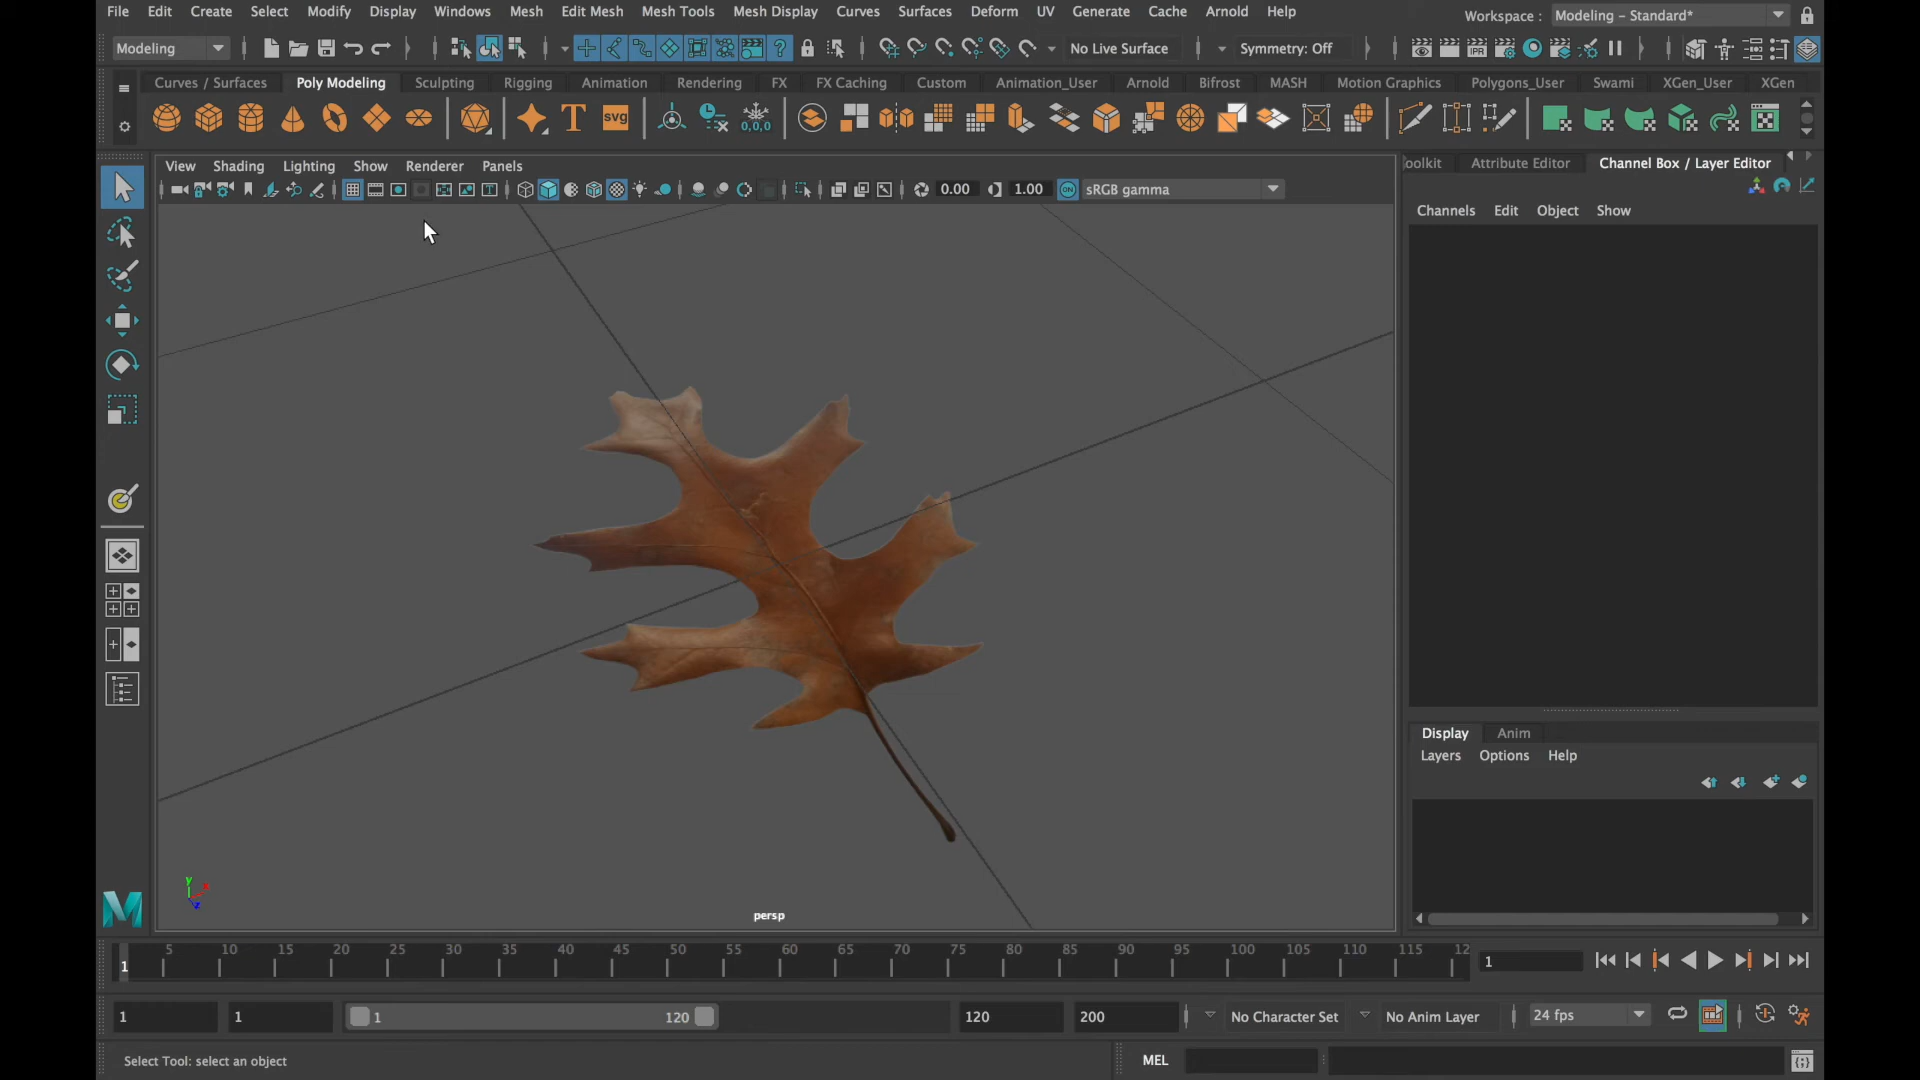 File Edit Create Select Modify Display Windows Mesh Edit Mesh Mesh Tools Mesh Display Curves Surfaces Deform UV Generate Cache Arnold Help Workspace : Modeling - Standard*
Modeling No Live Surface Symmetry: Off IPR
Curves / Surfaces Poly Modeling Sculpting Rigging Animation Rendering FX FX Caching Custom Animation_User Arnold Bifrost MASH Motion Graphics Polygons_User Swami XGen_User XGen
T svg 0,0,0
View Shading Lighting Show Renderer Panels oolkit Attribute Editor Channel Box / Layer Editor
0.00 1.00 ON sRGB gamma
Channels Edit Object Show
Display Anim
Layers Options Help
y x z
persp
5 10 15 20 25 30 35 40 45 50 55 60 65 70 75 80 85 90 95 100 105 110 115 12
1 1
1 1 1 120 120 200 No Character Set No Anim Layer 24 fps
Select Tool: select an object MEL